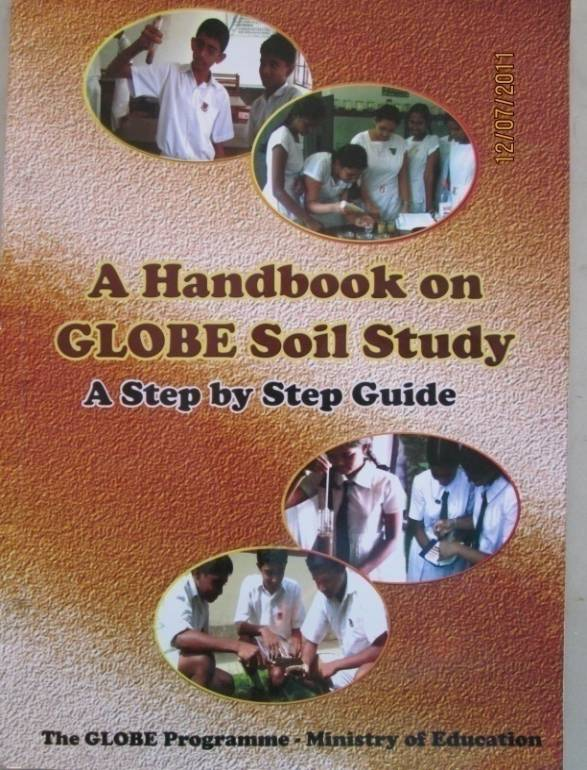 12/07/2011
A Handbook on
GLOBE Soil Study
A Step by Step Guide
The GLOBE Programme - Ministry of Education